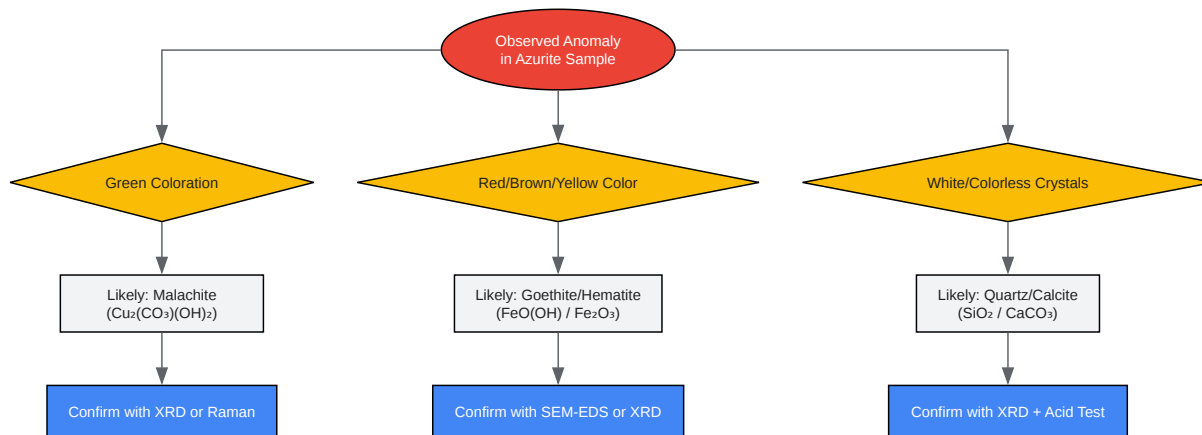 Observed Anomaly
in Azurite Sample
Green Coloration
Red/Brown/Yellow Color
White/Colorless Crystals
Likely: Malachite
(Cu₂(CO₃)(OH)₂)
Likely: Goethite/Hematite
(FeO(OH) / Fe₂O₃)
Likely: Quartz/Calcite
(SiO₂ / CaCO₃)
Confirm with XRD or Raman
Confirm with SEM-EDS or XRD
Confirm with XRD + Acid Test